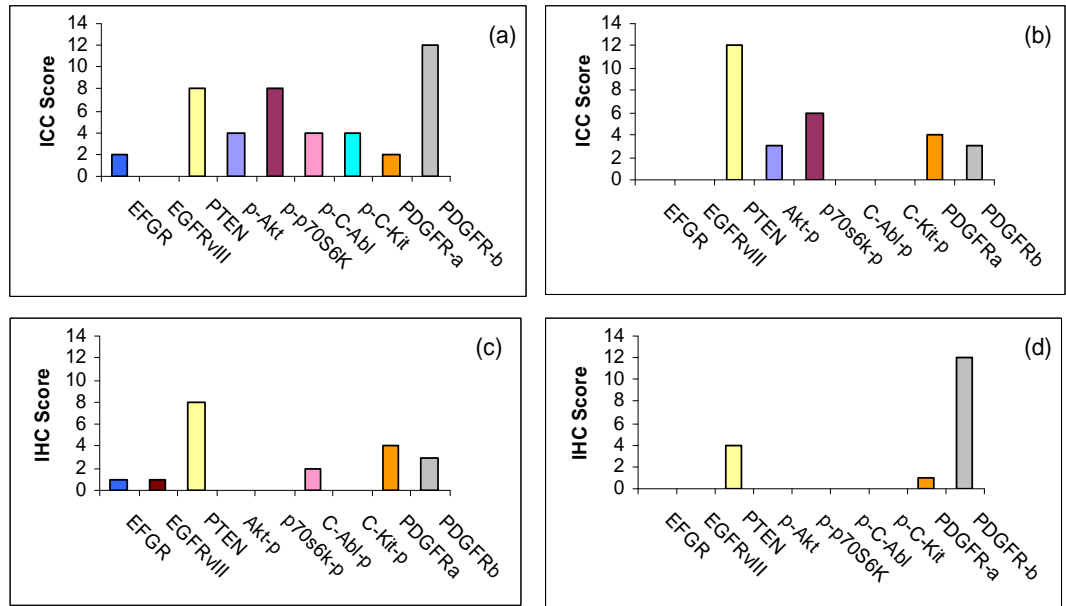 (a)
ICC Score
14
12
10
8
6
4
2
0
EFGR
EGFRvIII
PTEN
p-Akt
p-p70S6K
p-C-Abl
p-C-Kit
PDGFR-a
PDGFR-b
(b)
ICC Score
14
12
10
8
6
4
2
0
EFGR
EGFRvIII
PTEN
Akt-p
p70s6k-p
C-Abl-p
C-Kit-p
PDGFRa
PDGFRb
(c)
IHC Score
14
12
10
8
6
4
2
0
EFGR
EGFRvIII
PTEN
Akt-p
p70s6k-p
C-Abl-p
C-Kit-p
PDGFRa
PDGFRb
(d)
IHC Score
14
12
10
8
6
4
2
0
EFGR
EGFRvIII
PTEN
p-Akt
p-p70S6K
p-C-Abl
p-C-Kit
PDGFR-a
PDGFR-b